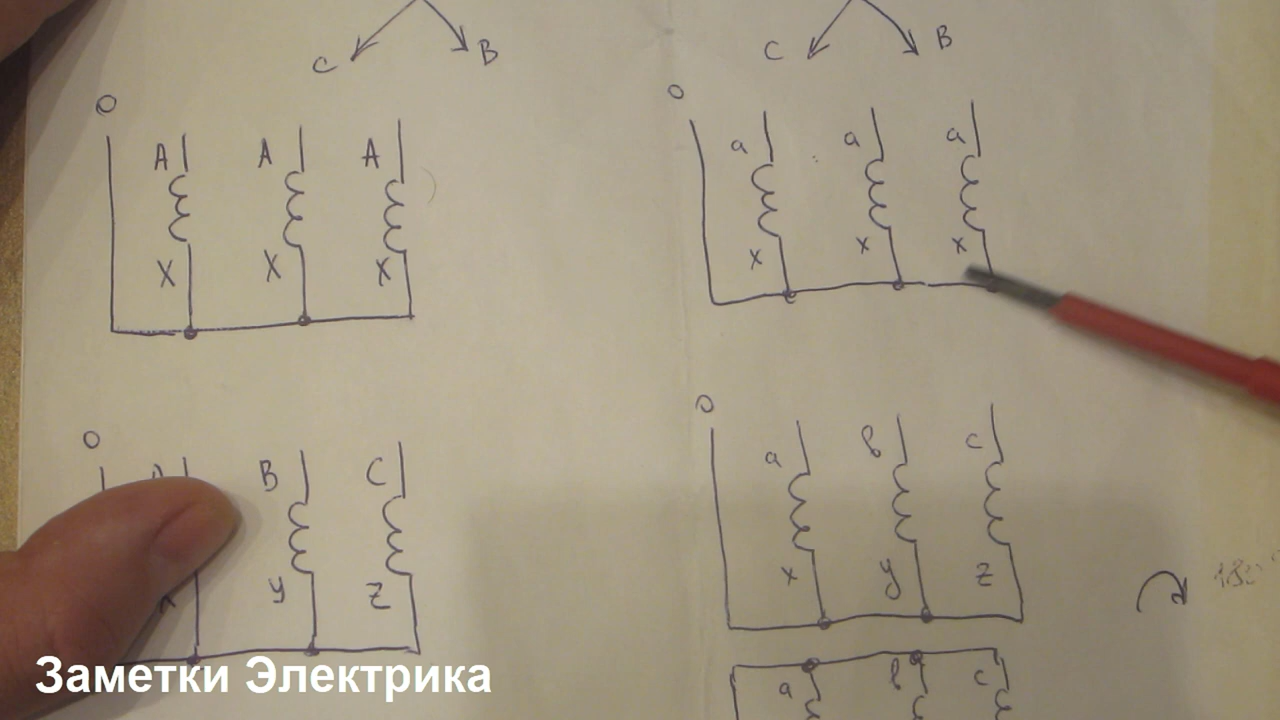 C B
C B
O A A A
O a a a
X X X
x x x
O B C
O a в c
y z
x y z
a в c
Заметки Электрика